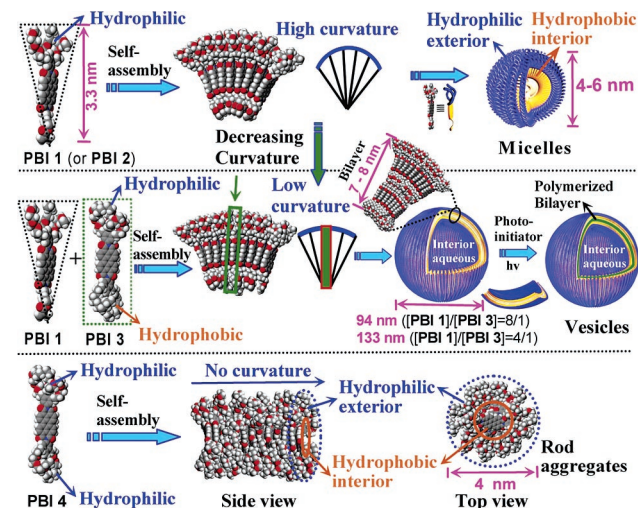 Hydrophilic
Self-
assembly
3.3 nm
PBI 1 (or PBI 2)
High curvature
Decreasing
Curvature
Hydrophilic
exterior
Hydrophobic
interior
4-6 nm
Micelles
Hydrophilic
Self-
assembly
PBI 1
+
PBI 3
Hydrophobic
Low
curvature
Bilayer
7 - 8 nm
Interior
aqueous
94 nm ([PBI 1]/[PBI 3]=8/1)
133 nm ([PBI 1]/[PBI 3]=4/1)
Photo-
initiator
hν
Polymerized
Bilayer
Interior
aqueous
Vesicles
Hydrophilic
Self-
assembly
PBI 4
Hydrophilic
No curvature
Hydrophilic
exterior
Hydrophobic
interior
Side view
4 nm
Top view
Rod
aggregates